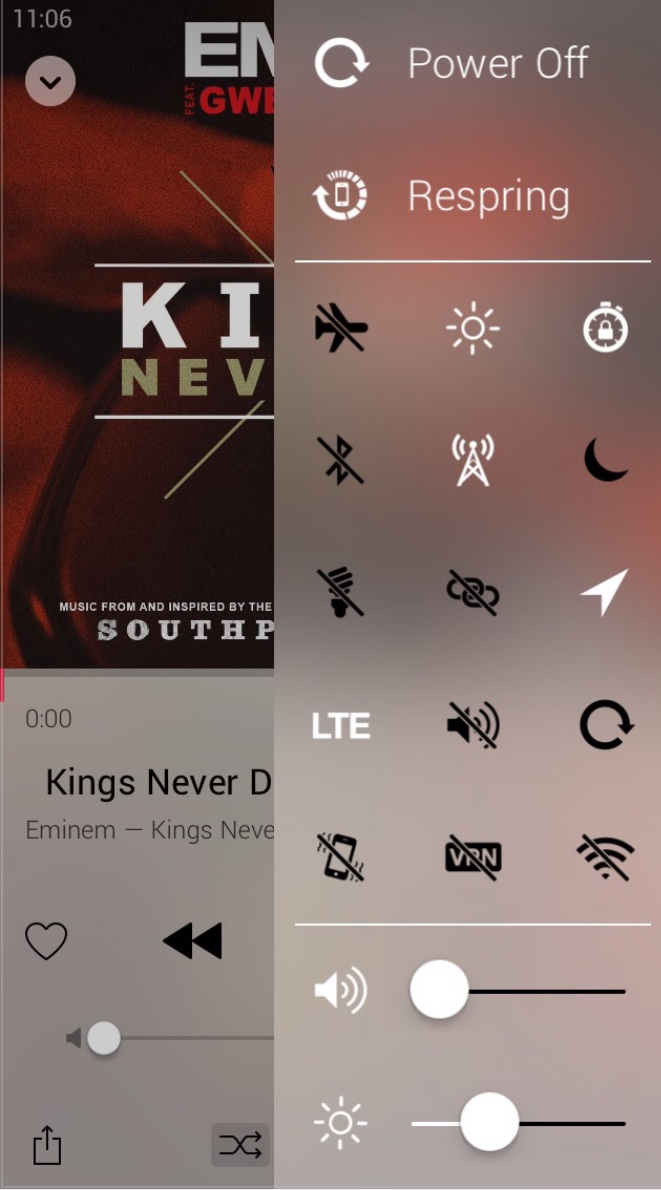 11:06
EM
FEAT.
GWE
KI
NEV
MUSIC FROM AND INSPIRED BY THE
SOUTHP
0:00
Kings Never D
Eminem — Kings Neve
Power Off
Respring
LTE
VPN